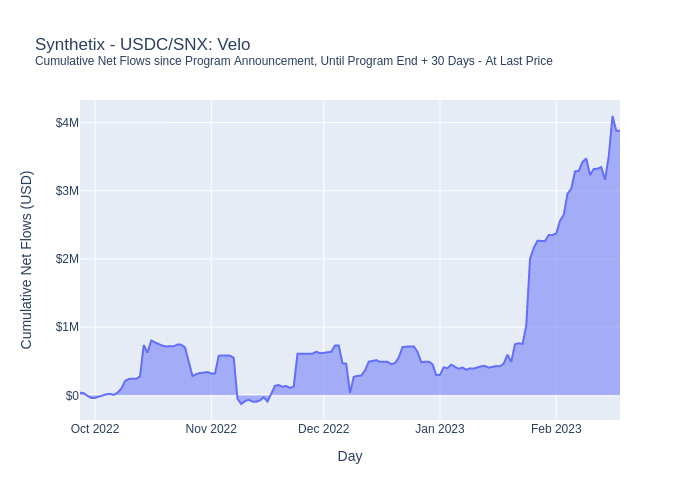 Synthetix - USDC/SNX: Velo
Cumulative Net Flows since Program Announcement, Until Program End + 30 Days - At Last Price
Cumulative Net Flows (USD)
$4M
$3M
$2M
$1M
$0
Oct 2022
Nov 2022
Dec 2022
Jan 2023
Feb 2023
Day